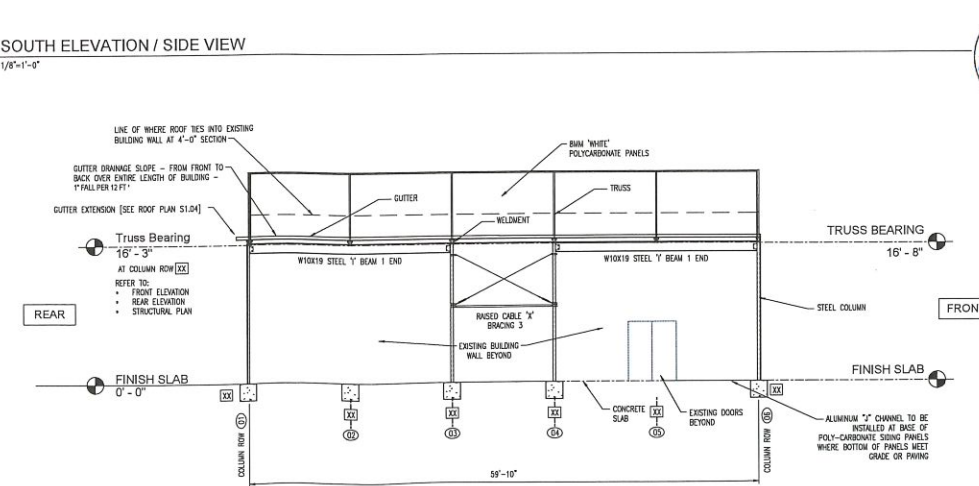 SOUTH ELEVATION / SIDE VIEW
1/8"=1'-0"
LINE OF WHERE ROOF TIES INTO EXISTING
BUILDING WALL AT 4'-0" SECTION
8MM 'WHITE'
POLYCARBONATE PANELS
GUTTER DRAINAGE SLOPE - FROM FRONT TO
BACK OVER ENTIRE LENGTH OF BUILDING -
1" FALL PER 12 FT
GUTTER
TRUSS
GUTTER EXTENSION [SEE ROOF PLAN S1.04]
WELDMENT
Truss Bearing
16' - 3"
AT COLUMN ROW XX
REFER TO:
• FRONT ELEVATION
• REAR ELEVATION
• STRUCTURAL PLAN
TRUSS BEARING
16' - 8"
W10X19 STEEL 'I' BEAM 1 END
W10X19 STEEL 'I' BEAM 1 END
REAR
RAISED CABLE 'X'
BRACING 3
STEEL COLUMN
FRON
EXISTING BUILDING
WALL BEYOND
FINISH SLAB
0' - 0"
FINISH SLAB
XX
XX
XX
XX
XX
XX
COLUMN ROW 01
02
03
04
05
COLUMN ROW 06
CONCRETE
SLAB
EXISTING DOORS
BEYOND
ALUMINUM "J" CHANNEL TO BE
INSTALLED AT BASE OF
POLY-CARBONATE SIDING PANELS
WHERE BOTTOM OF PANELS MEET
GRADE OR PAVING
59'-10"